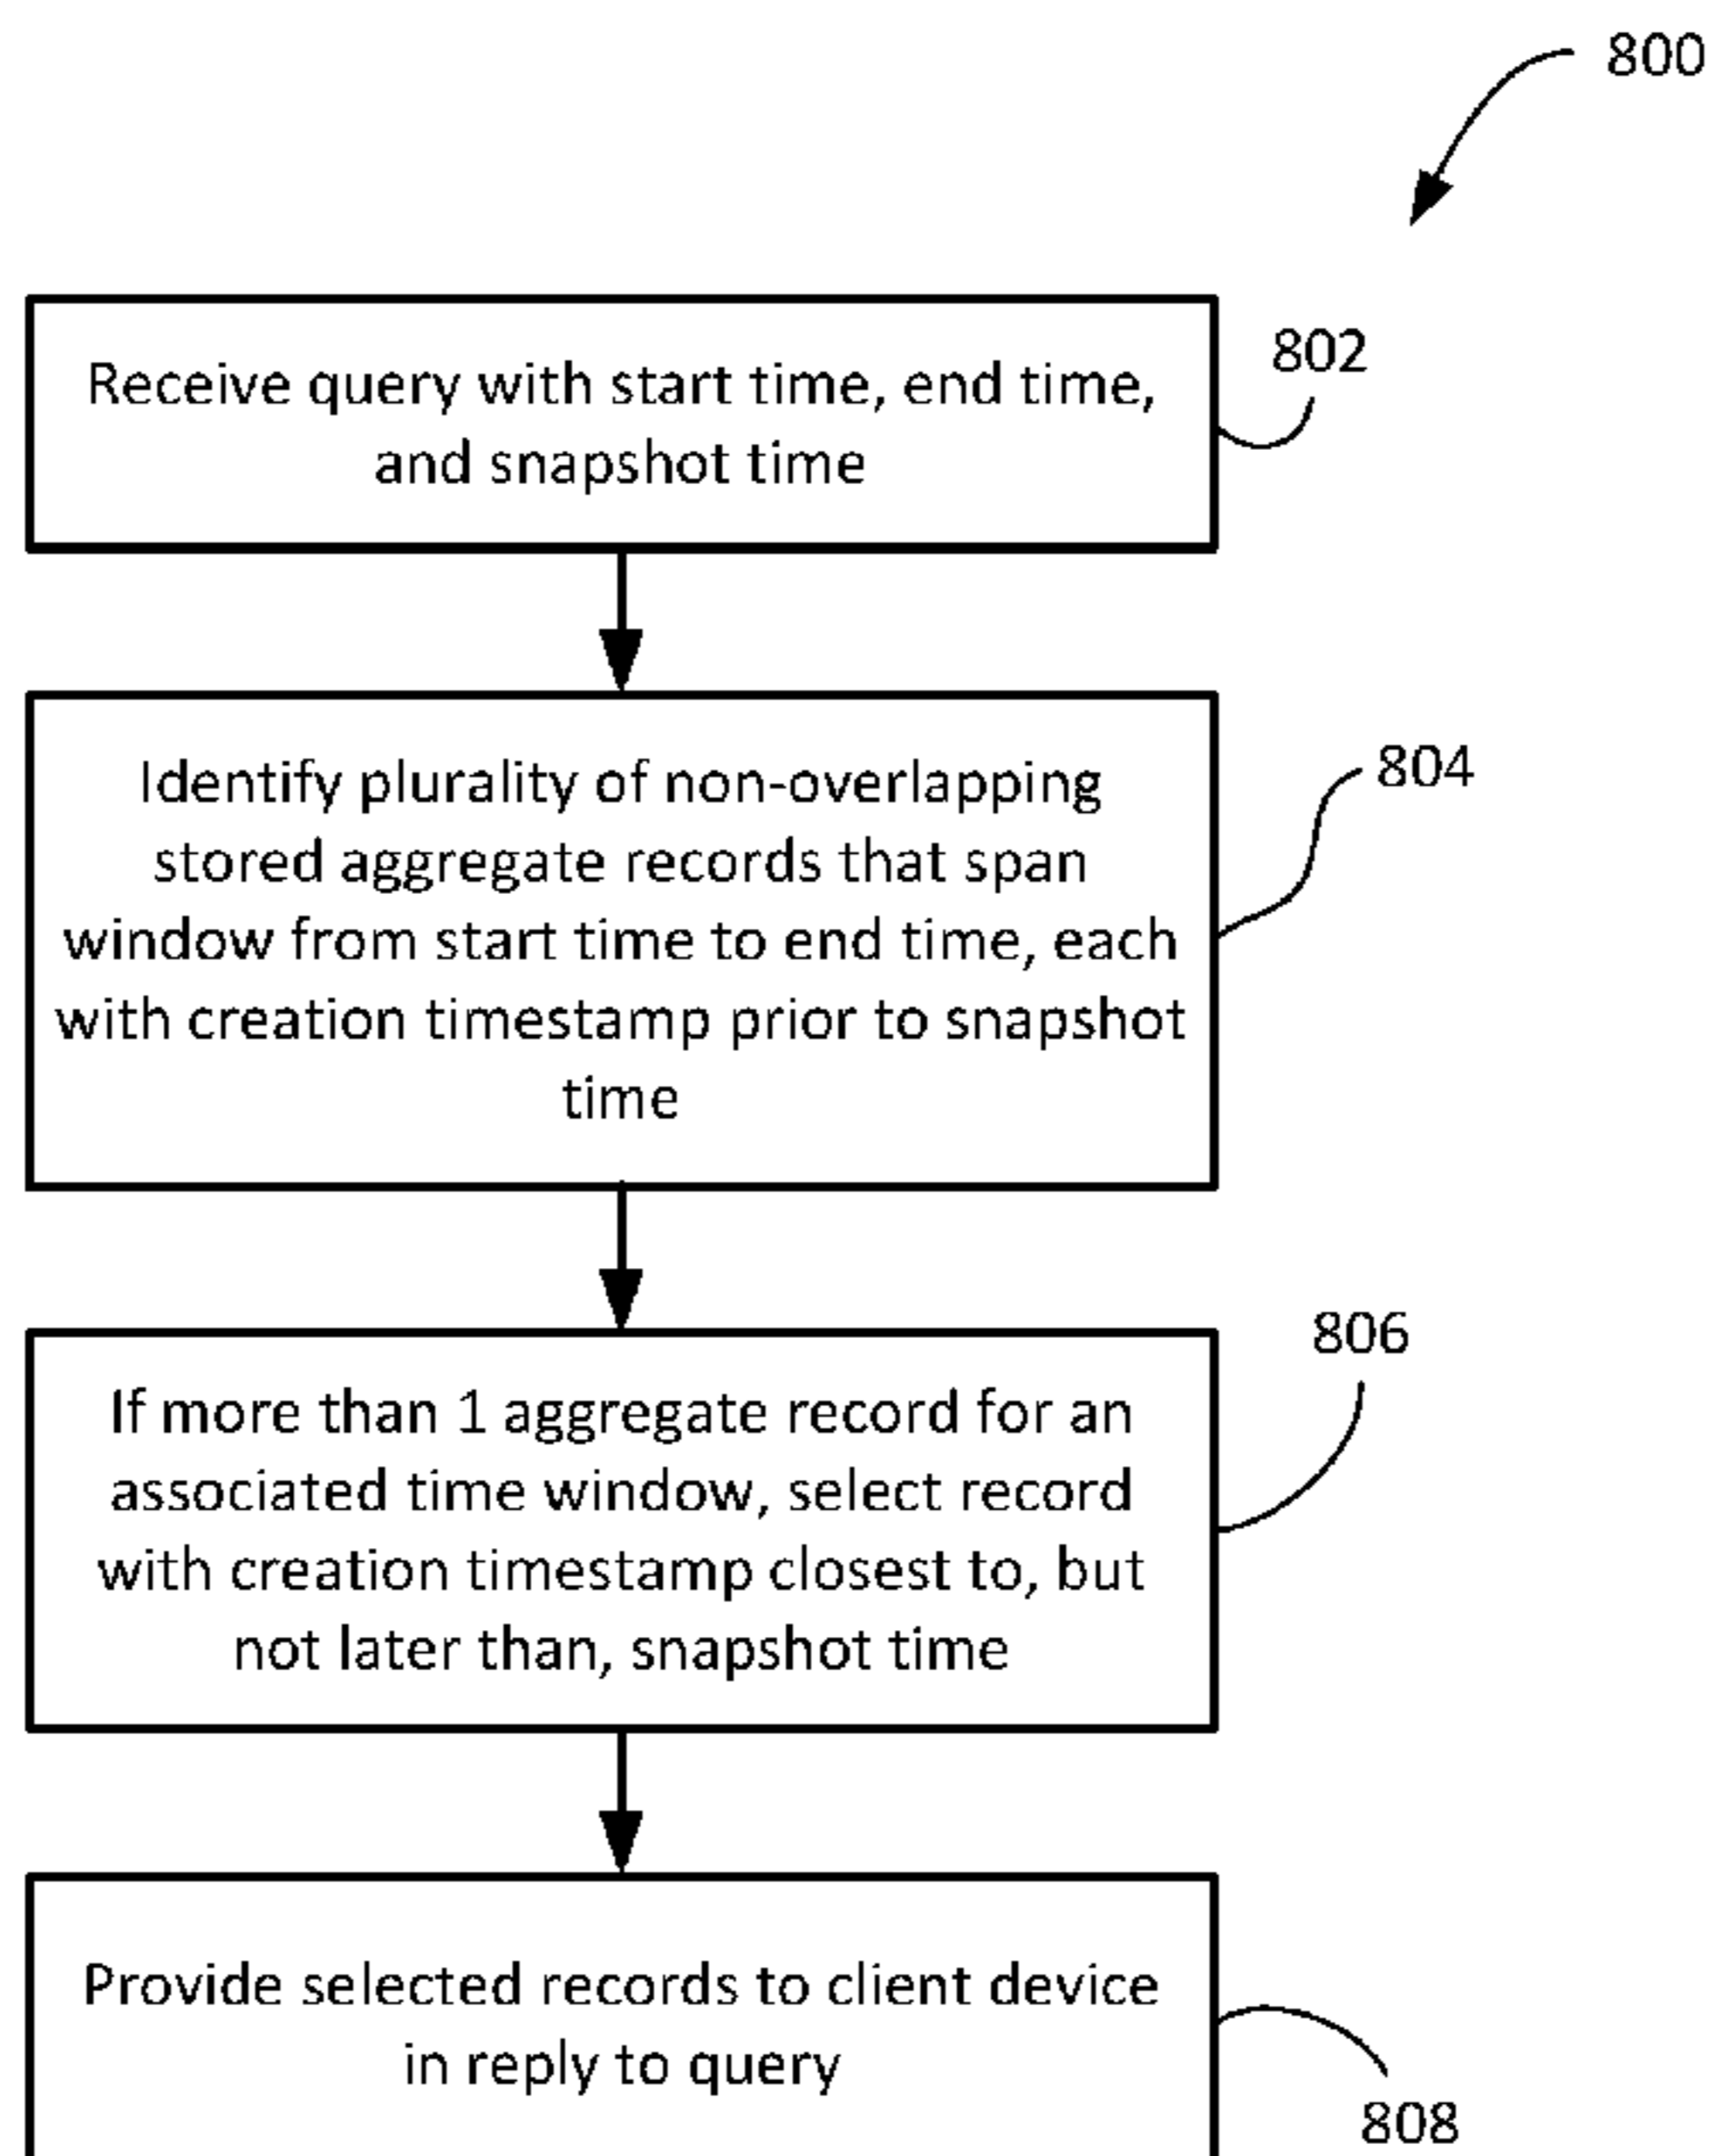 800
Receive query with start time, end time,
and snapshot time
802
Identify plurality of non-overlapping
stored aggregate records that span
window from start time to end time, each
with creation timestamp prior to snapshot
time
804
If more than 1 aggregate record for an
associated time window, select record
with creation timestamp closest to, but
not later than, snapshot time
806
Provide selected records to client device
in reply to query
808